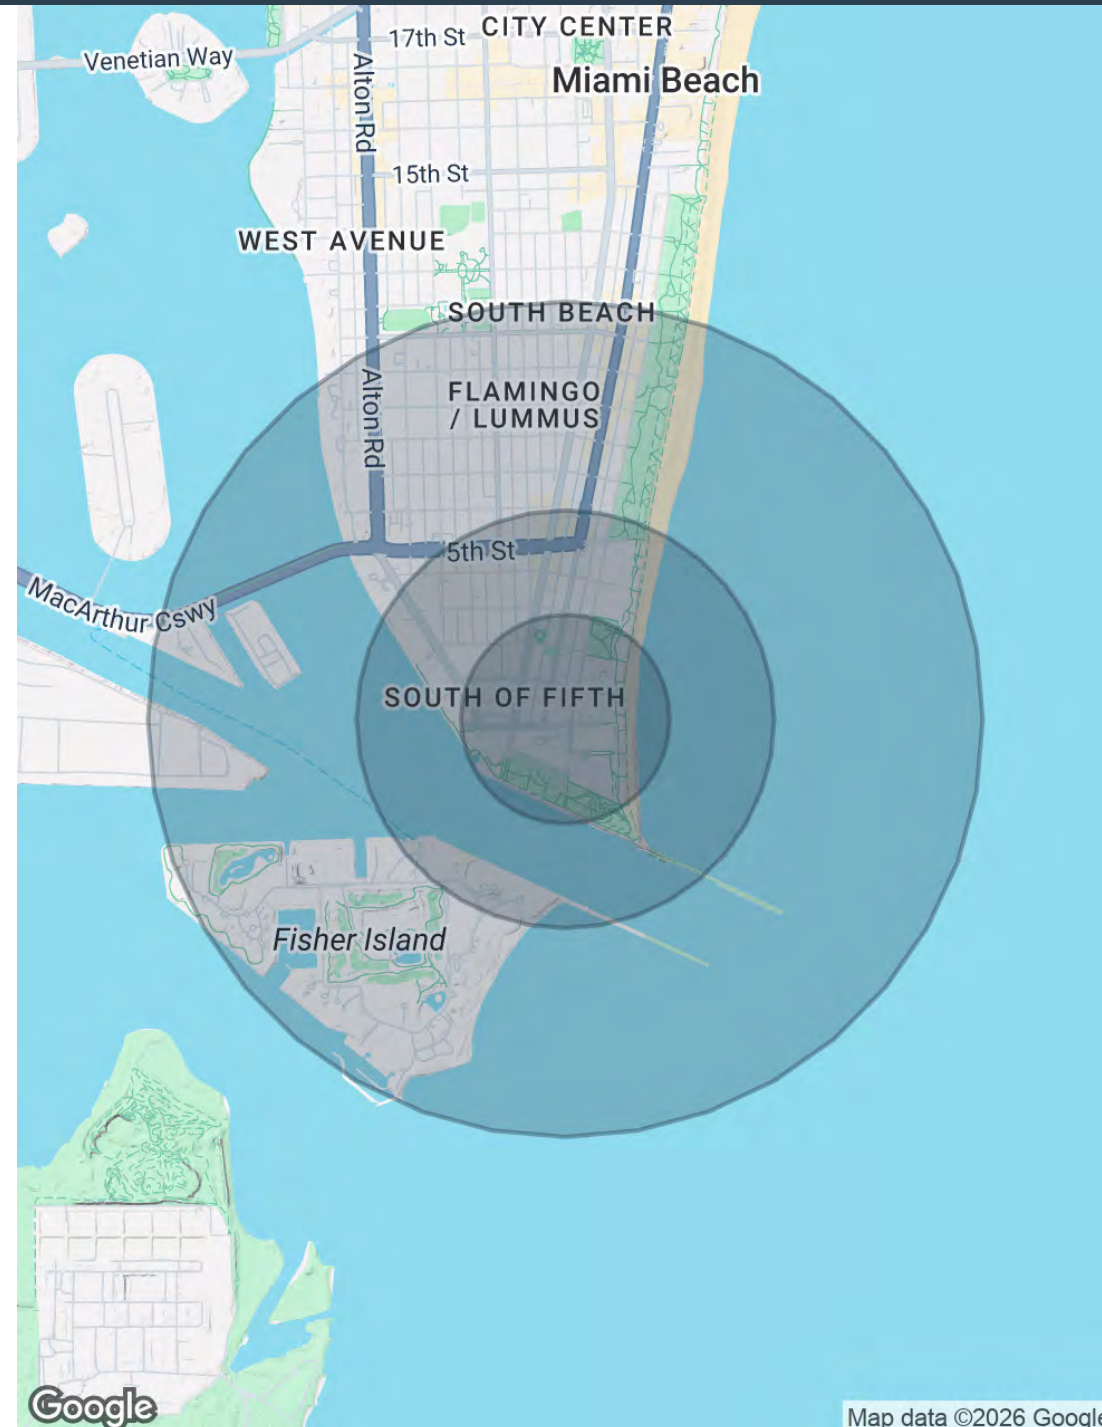 17th St
CITY CENTER
Venetian Way
Miami Beach
Alton Rd
15th St
WEST AVENUE
SOUTH BEACH
FLAMINGO
/ LUMMUS
Alton Rd
5th St
MacArthur Cswy
SOUTH OF FIFTH
Fisher Island
Google
Map data ©2026 Google